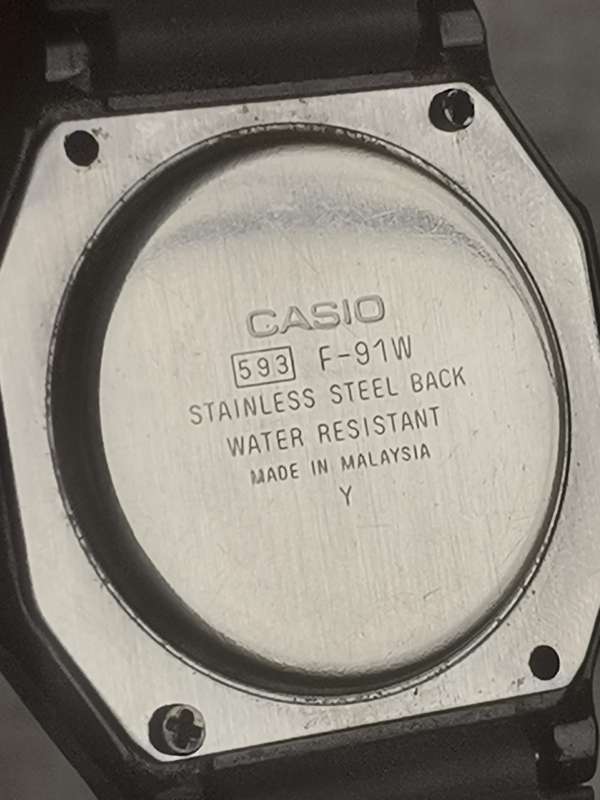 CASIO
593 F-91W
STAINLESS STEEL BACK
WATER RESISTANT
MADE IN MALAYSIA
Y